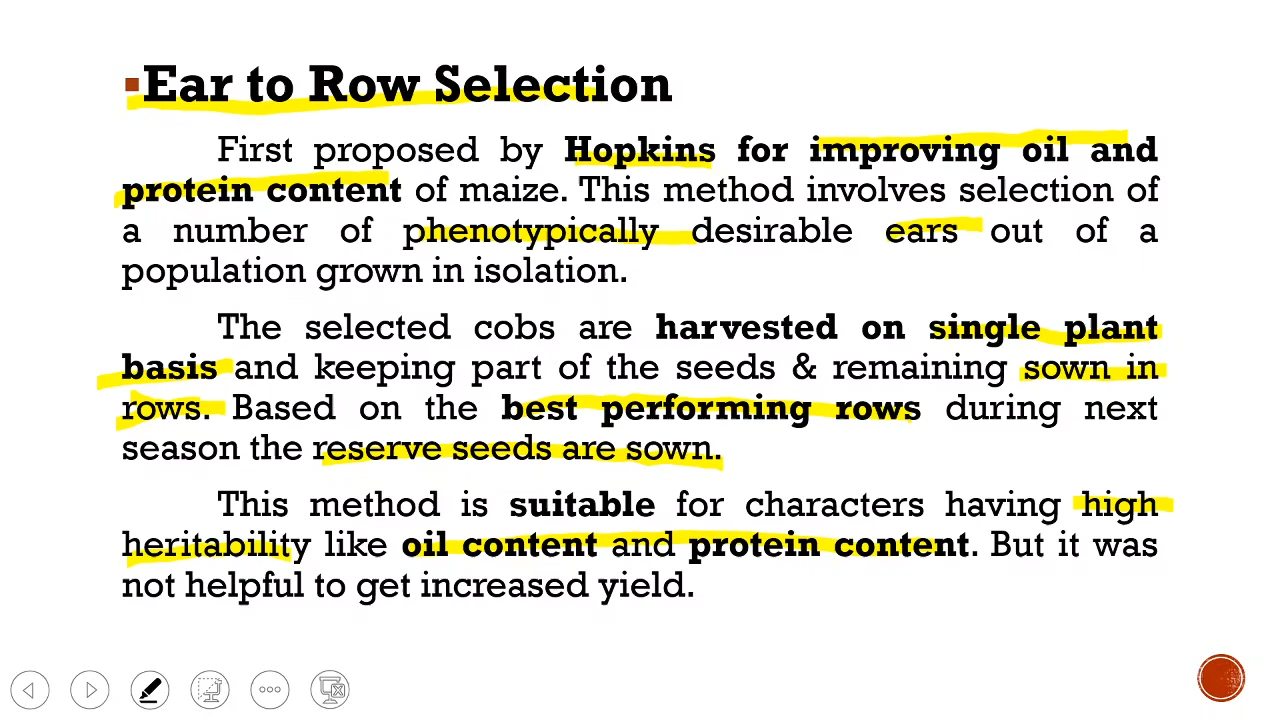 ▪Ear to Row Selection
First proposed by Hopkins for improving oil and
protein content of maize. This method involves selection of
a number of phenotypically desirable ears out of a
population grown in isolation.
The selected cobs are harvested on single plant
basis and keeping part of the seeds & remaining sown in
rows. Based on the best performing rows during next
season the reserve seeds are sown.
This method is suitable for characters having high
heritability like oil content and protein content. But it was
not helpful to get increased yield.